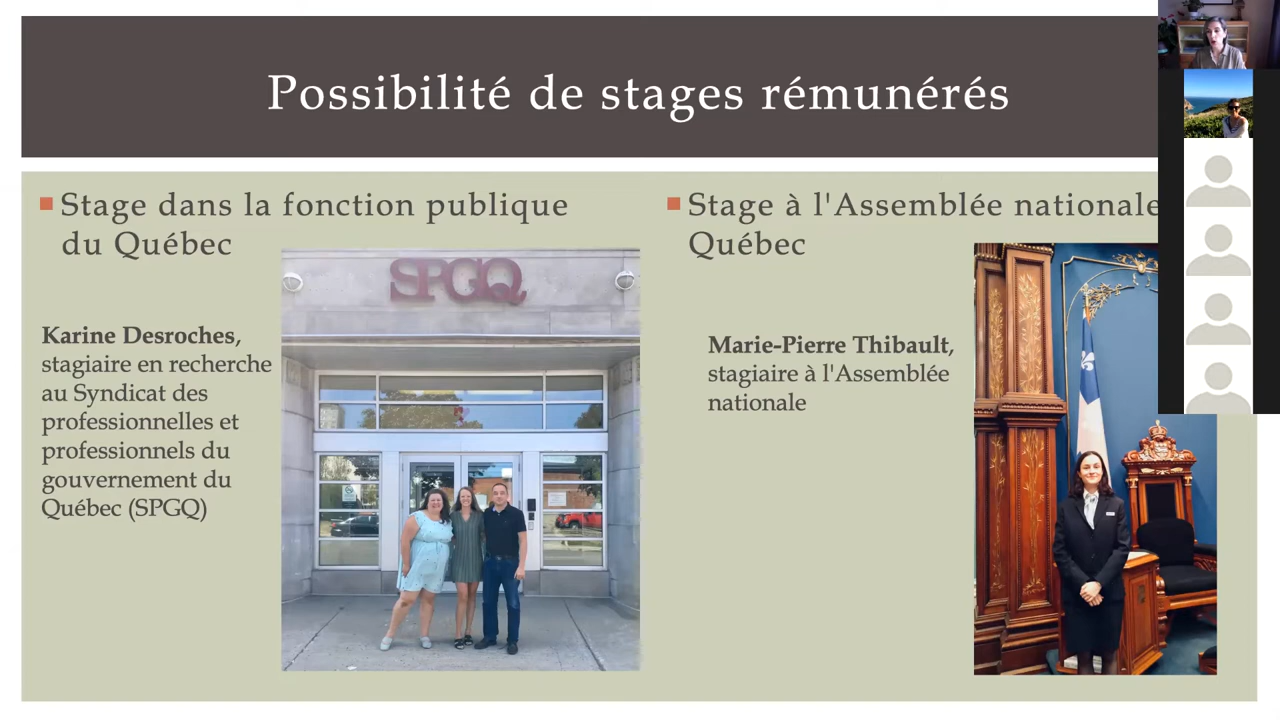 Possibilité de stages rémunérés
Stage dans la fonction publique
du Québec
SPGQ
Karine Desroches,
stagiaire en recherche
au Syndicat des
professionnelles et
professionnels du
gouvernement du
Québec (SPGQ)
Stage à l'Assemblée nationale
Québec
Marie-Pierre Thibault,
stagiaire à l'Assemblée
nationale